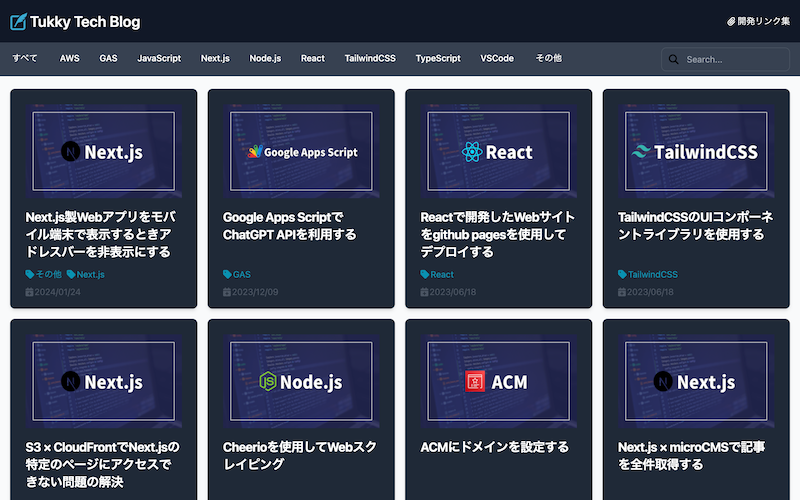 Tukky Tech Blog
開発リンク集
すべて AWS GAS JavaScript Next.js Node.js React TailwindCSS TypeScript VSCode その他
Search...
Next.js
Next.js製Webアプリをモバ
イル端末で表示するときア
ドレスバーを非表示にする
その他 Next.js
2024/01/24
Google Apps Script
Google Apps Scriptで
ChatGPT APIを利用する
GAS
2023/12/09
React
Reactで開発したWebサイト
をgithub pagesを使用して
デプロイする
React
2023/06/18
TailwindCSS
TailwindCSSのUIコンポーネ
ントライブラリを使用する
TailwindCSS
2023/06/18
Next.js
S3 × CloudFrontでNext.jsの
特定のページにアクセスで
きない問題の解決
Node.js
Cheerioを使用してWebスク
レイピング
ACM
ACMにドメインを設定する
Next.js
Next.js × microCMSで記事
を全件取得する